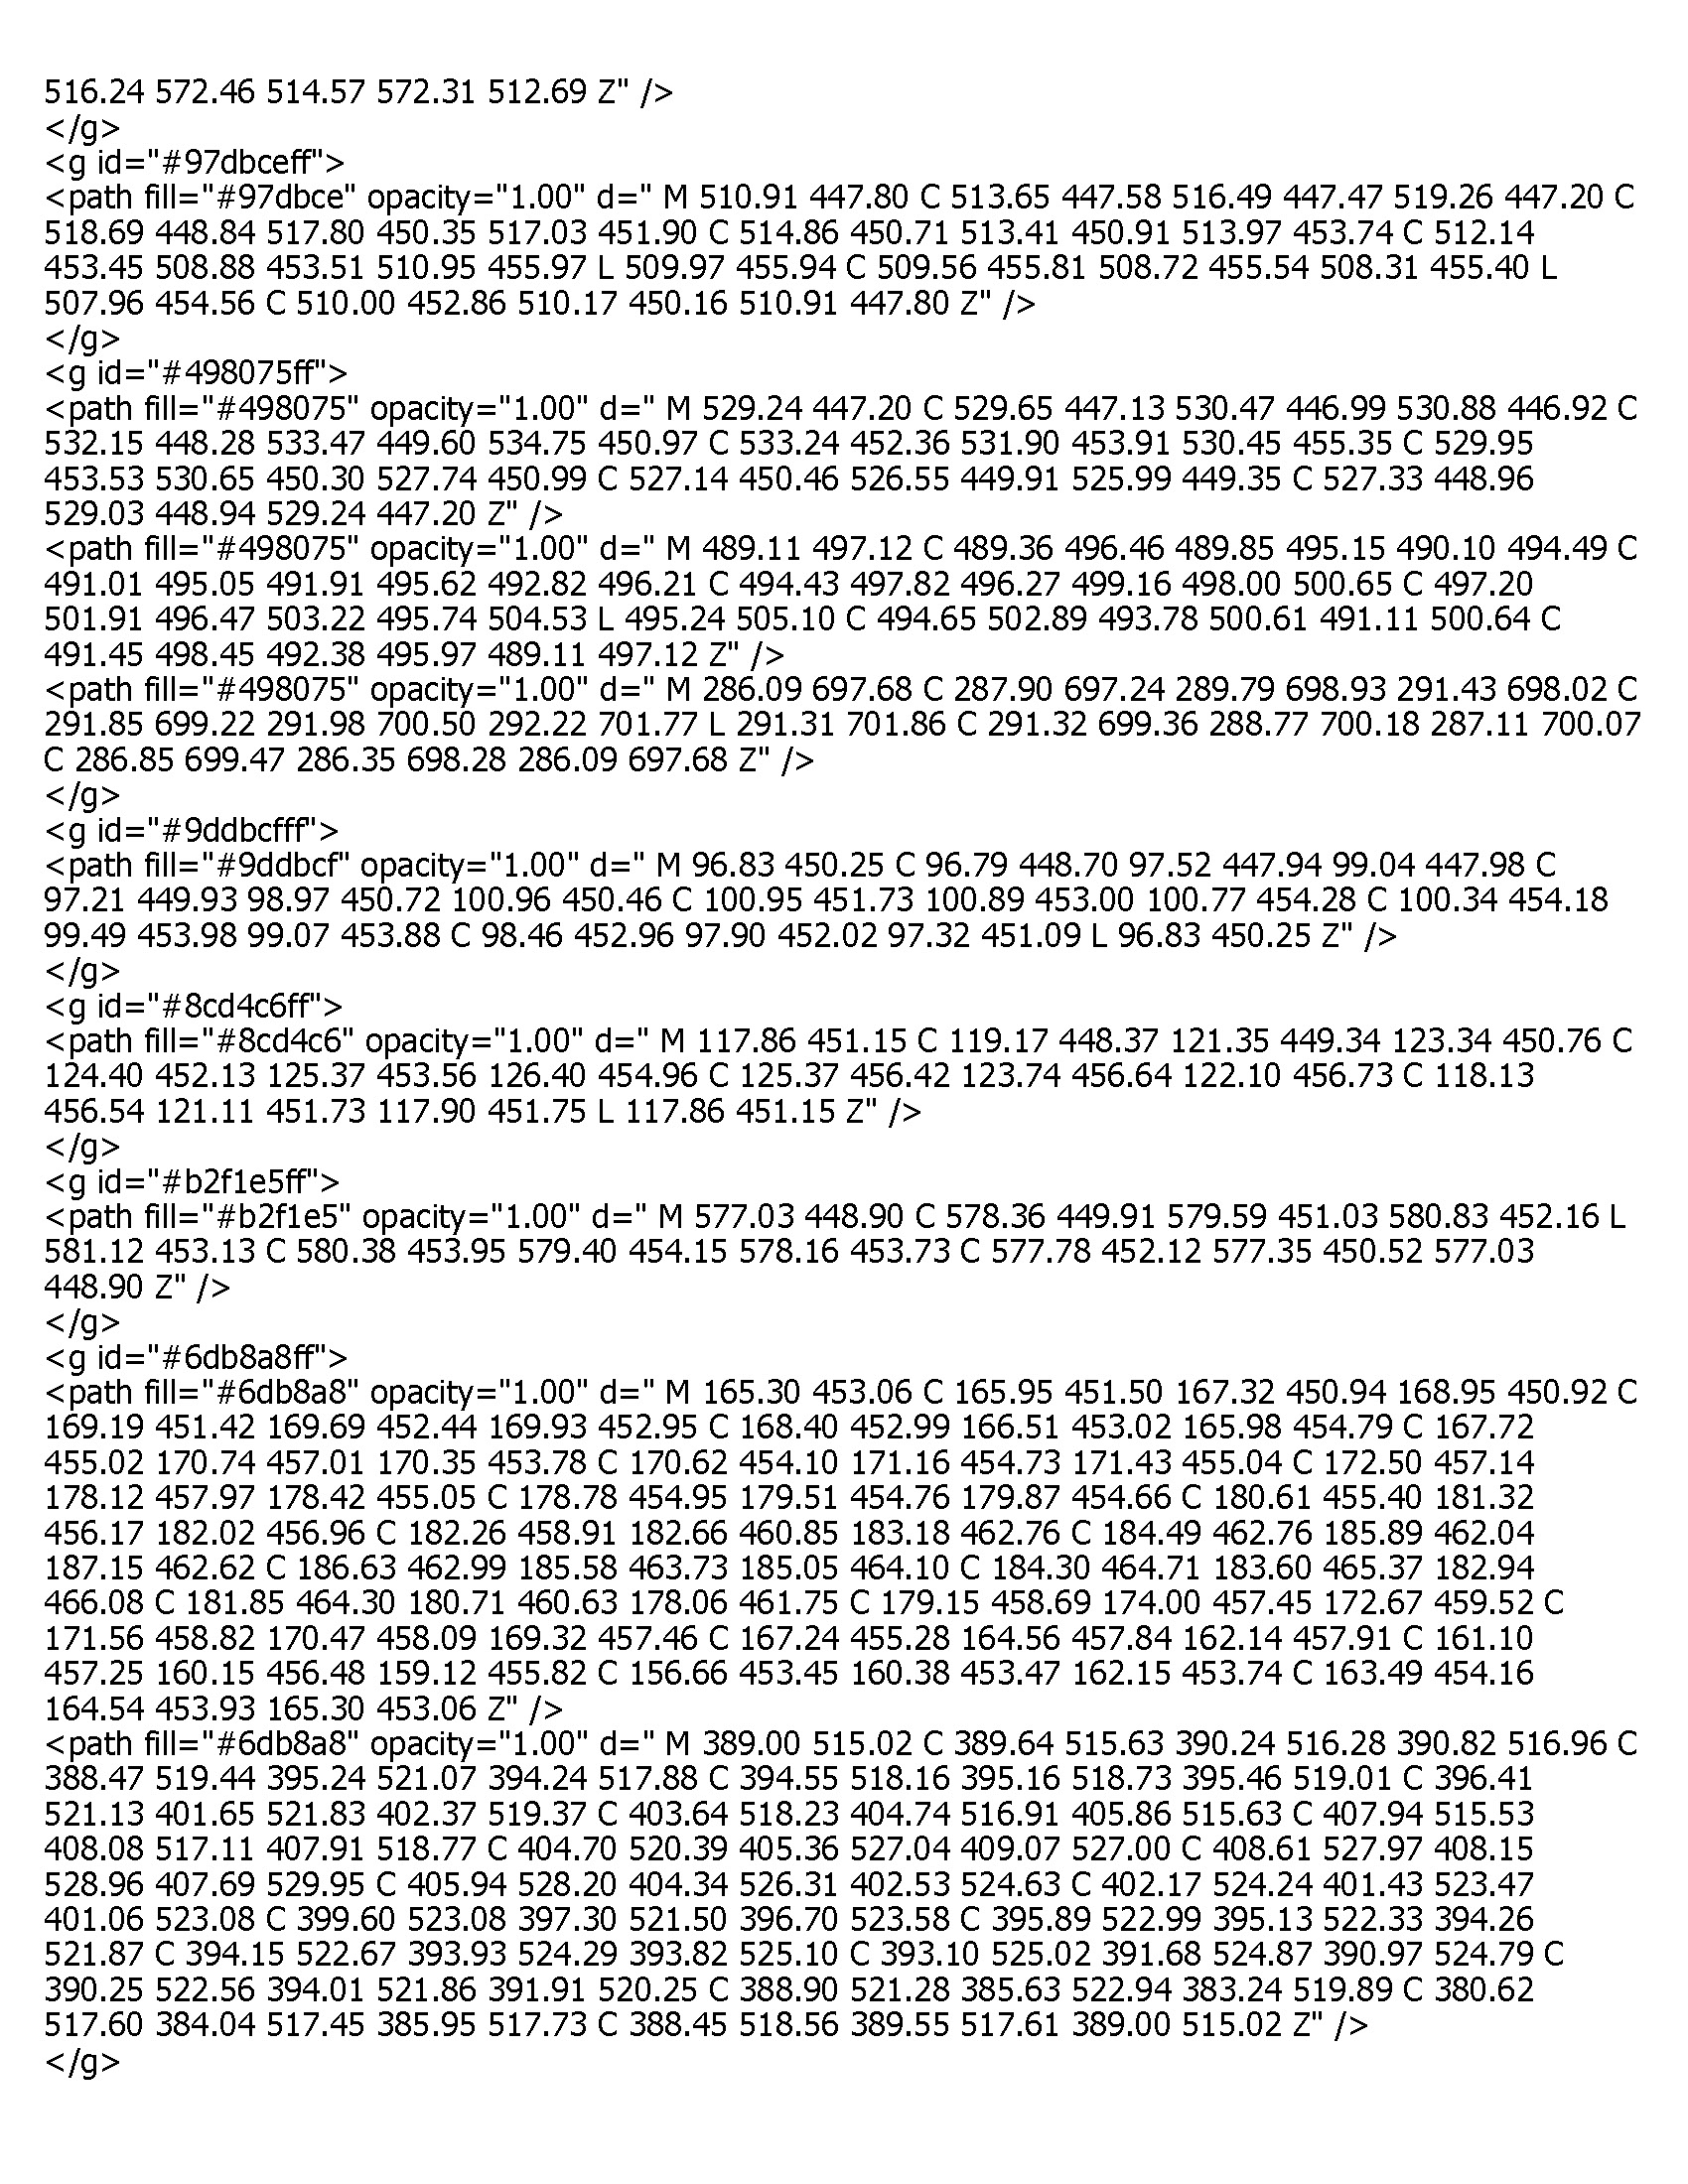 516.24 572.46 514.57 572.31 512.69 Z" />
</g>
<g id="#97dbceff">
<path fill="#97dbce" opacity="1.00" d=" M 510.91 447.80 C 513.65 447.58 516.49 447.47 519.26 447.20 C
518.69 448.84 517.80 450.35 517.03 451.90 C 514.86 450.71 513.41 450.91 513.97 453.74 C 512.14
453.45 508.88 453.51 510.95 455.97 L 509.97 455.94 C 509.56 455.81 508.72 455.54 508.31 455.40 L
507.96 454.56 C 510.00 452.86 510.17 450.16 510.91 447.80 Z" />
</g>
<g id="#498075ff">
<path fill="#498075" opacity="1.00" d=" M 529.24 447.20 C 529.65 447.13 530.47 446.99 530.88 446.92 C
532.15 448.28 533.47 449.60 534.75 450.97 C 533.24 452.36 531.90 453.91 530.45 455.35 C 529.95
453.53 530.65 450.30 527.74 450.99 C 527.14 450.46 526.55 449.91 525.99 449.35 C 527.33 448.96
529.03 448.94 529.24 447.20 Z" />
<path fill="#498075" opacity="1.00" d=" M 489.11 497.12 C 489.36 496.46 489.85 495.15 490.10 494.49 C
491.01 495.05 491.91 495.62 492.82 496.21 C 494.43 497.82 496.27 499.16 498.00 500.65 C 497.20
501.91 496.47 503.22 495.74 504.53 L 495.24 505.10 C 494.65 502.89 493.78 500.61 491.11 500.64 C
491.45 498.45 492.38 495.97 489.11 497.12 Z" />
<path fill="#498075" opacity="1.00" d=" M 286.09 697.68 C 287.90 697.24 289.79 698.93 291.43 698.02 C
291.85 699.22 291.98 700.50 292.22 701.77 L 291.31 701.86 C 291.32 699.36 288.77 700.18 287.11 700.07
C 286.85 699.47 286.35 698.28 286.09 697.68 Z" />
</g>
<g id="#9ddbcfff">
<path fill="#9ddbcf" opacity="1.00" d=" M 96.83 450.25 C 96.79 448.70 97.52 447.94 99.04 447.98 C
97.21 449.93 98.97 450.72 100.96 450.46 C 100.95 451.73 100.89 453.00 100.77 454.28 C 100.34 454.18
99.49 453.98 99.07 453.88 C 98.46 452.96 97.90 452.02 97.32 451.09 L 96.83 450.25 Z" />
</g>
<g id="#8cd4c6ff">
<path fill="#8cd4c6" opacity="1.00" d=" M 117.86 451.15 C 119.17 448.37 121.35 449.34 123.34 450.76 C
124.40 452.13 125.37 453.56 126.40 454.96 C 125.37 456.42 123.74 456.64 122.10 456.73 C 118.13
456.54 121.11 451.73 117.90 451.75 L 117.86 451.15 Z" />
</g>
<g id="#b2f1e5ff">
<path fill="#b2f1e5" opacity="1.00" d=" M 577.03 448.90 C 578.36 449.91 579.59 451.03 580.83 452.16 L
581.12 453.13 C 580.38 453.95 579.40 454.15 578.16 453.73 C 577.78 452.12 577.35 450.52 577.03
448.90 Z" />
</g>
<g id="#6db8a8ff">
<path fill="#6db8a8" opacity="1.00" d=" M 165.30 453.06 C 165.95 451.50 167.32 450.94 168.95 450.92 C
169.19 451.42 169.69 452.44 169.93 452.95 C 168.40 452.99 166.51 453.02 165.98 454.79 C 167.72
455.02 170.74 457.01 170.35 453.78 C 170.62 454.10 171.16 454.73 171.43 455.04 C 172.50 457.14
178.12 457.97 178.42 455.05 C 178.78 454.95 179.51 454.76 179.87 454.66 C 180.61 455.40 181.32
456.17 182.02 456.96 C 182.26 458.91 182.66 460.85 183.18 462.76 C 184.49 462.76 185.89 462.04
187.15 462.62 C 186.63 462.99 185.58 463.73 185.05 464.10 C 184.30 464.71 183.60 465.37 182.94
466.08 C 181.85 464.30 180.71 460.63 178.06 461.75 C 179.15 458.69 174.00 457.45 172.67 459.52 C
171.56 458.82 170.47 458.09 169.32 457.46 C 167.24 455.28 164.56 457.84 162.14 457.91 C 161.10
457.25 160.15 456.48 159.12 455.82 C 156.66 453.45 160.38 453.47 162.15 453.74 C 163.49 454.16
164.54 453.93 165.30 453.06 Z" />
<path fill="#6db8a8" opacity="1.00" d=" M 389.00 515.02 C 389.64 515.63 390.24 516.28 390.82 516.96 C
388.47 519.44 395.24 521.07 394.24 517.88 C 394.55 518.16 395.16 518.73 395.46 519.01 C 396.41
521.13 401.65 521.83 402.37 519.37 C 403.64 518.23 404.74 516.91 405.86 515.63 C 407.94 515.53
408.08 517.11 407.91 518.77 C 404.70 520.39 405.36 527.04 409.07 527.00 C 408.61 527.97 408.15
528.96 407.69 529.95 C 405.94 528.20 404.34 526.31 402.53 524.63 C 402.17 524.24 401.43 523.47
401.06 523.08 C 399.60 523.08 397.30 521.50 396.70 523.58 C 395.89 522.99 395.13 522.33 394.26
521.87 C 394.15 522.67 393.93 524.29 393.82 525.10 C 393.10 525.02 391.68 524.87 390.97 524.79 C
390.25 522.56 394.01 521.86 391.91 520.25 C 388.90 521.28 385.63 522.94 383.24 519.89 C 380.62
517.60 384.04 517.45 385.95 517.73 C 388.45 518.56 389.55 517.61 389.00 515.02 Z" />
</g>